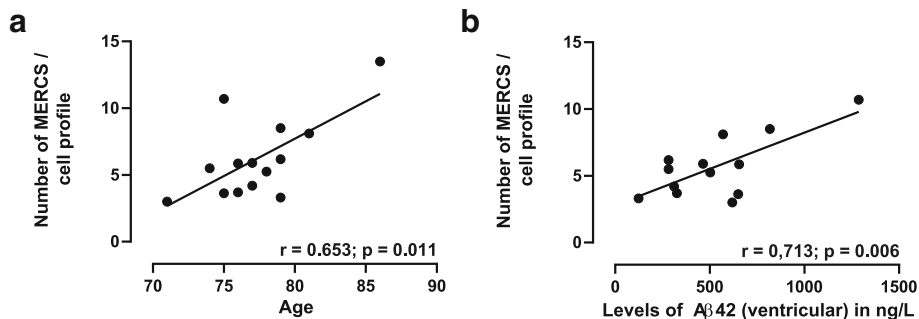 a
Number of MERCS /
cell profile
15
10
5
0
r = 0.653; p = 0.011
70 75 80 85 90
Age
b
Number of MERCS /
cell profile
15
10
5
0
r = 0,713; p = 0.006
0 500 1000 1500
Levels of Aβ42 (ventricular) in ng/L